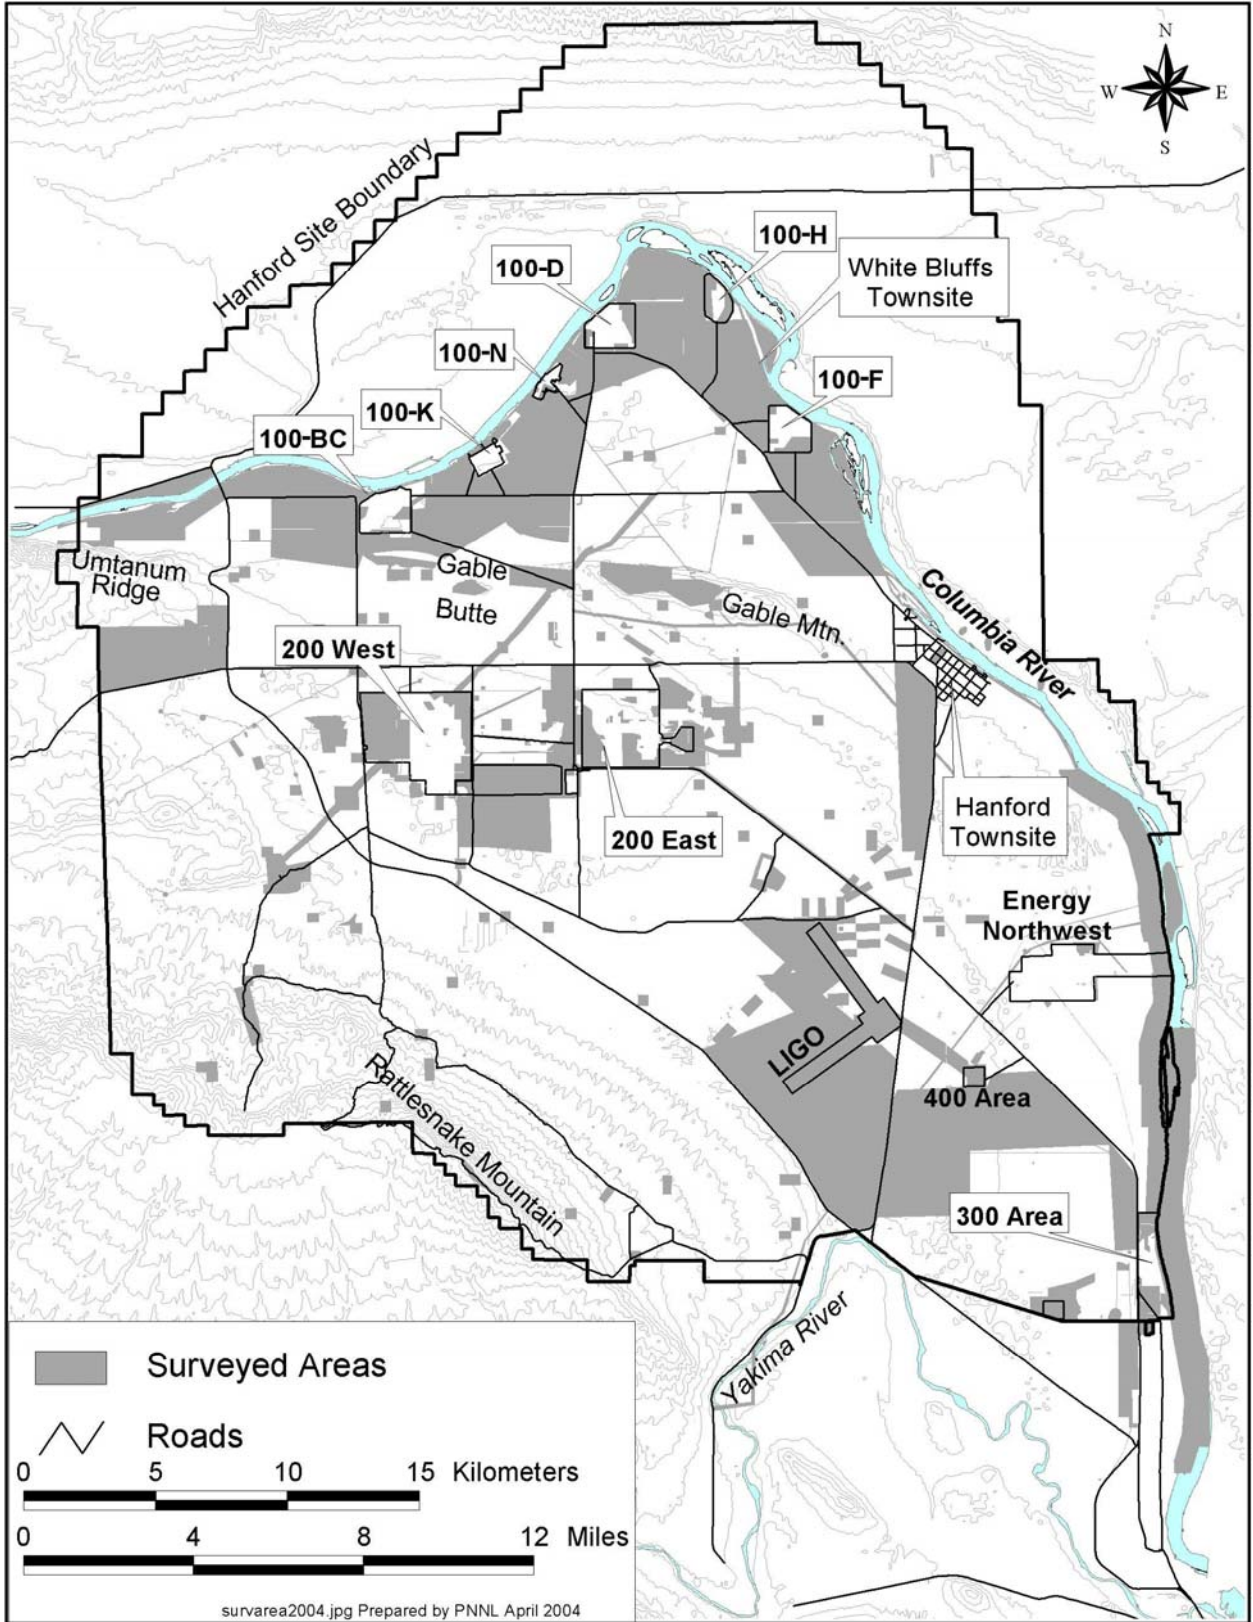 N
W E
S
Hanford Site Boundary
100-H
100-D
White Bluffs
Townsite
100-N
100-F
100-K
100-BC
Umtanum
Ridge
Gable
Butte
Gable Mtn.
Columbia River
200 West
Hanford
Townsite
200 East
Energy
Northwest
LIGO
400 Area
Rattlesnake Mountain
300 Area
Yakima River
Surveyed Areas
Roads
0 5 10 15 Kilometers
0 4 8 12 Miles
survarea2004.jpg Prepared by PNNL April 2004